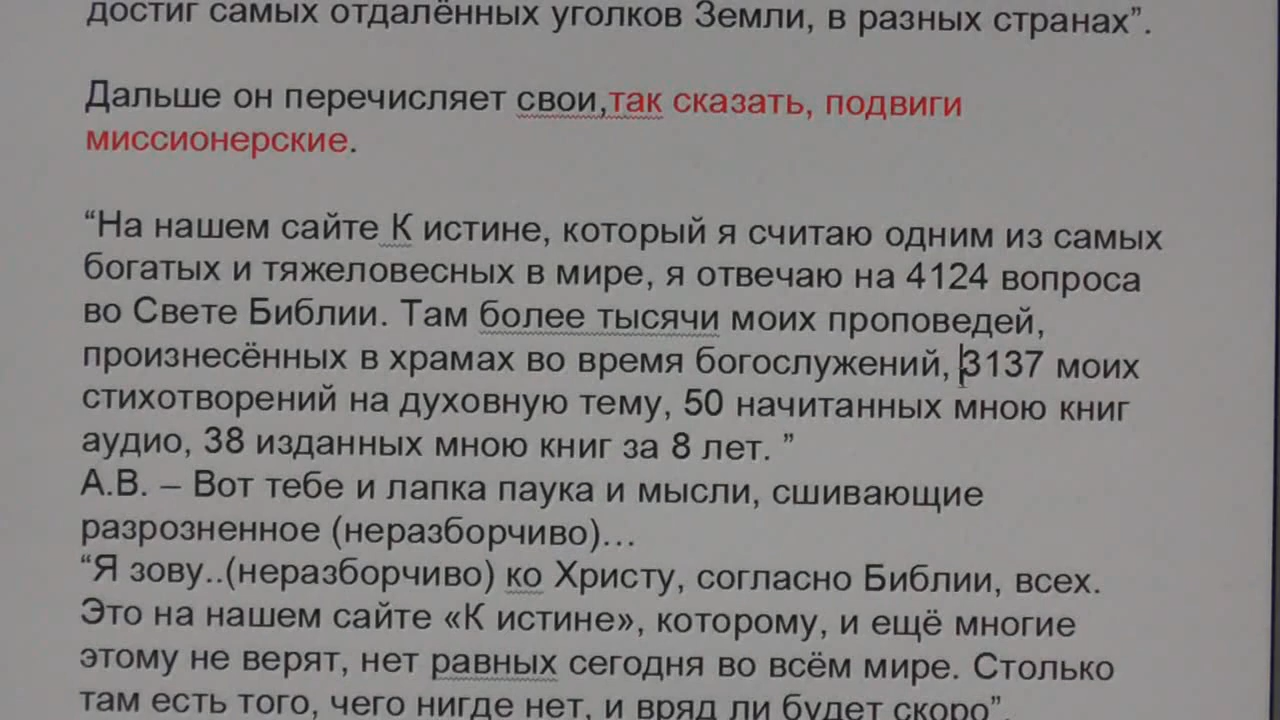 достиг самых отдалённых уголков Земли, в разных странах”.
Дальше он перечисляет свои,так сказать, подвиги
миссионерские.
“На нашем сайте К истине, который я считаю одним из самых
богатых и тяжеловесных в мире, я отвечаю на 4124 вопроса
во Свете Библии. Там более тысячи моих проповедей,
произнесённых в храмах во время богослужений, 3137 моих
стихотворений на духовную тему, 50 начитанных мною книг
аудио, 38 изданных мною книг за 8 лет. ”
А.В. – Вот тебе и лапка паука и мысли, сшивающие
разрозненное (неразборчиво)…
“Я зову..(неразборчиво) ко Христу, согласно Библии, всех.
Это на нашем сайте «К истине», которому, и ещё многие
этому не верят, нет равных сегодня во всём мире. Столько
там есть того, чего нигде нет, и вряд ли будет скоро”.